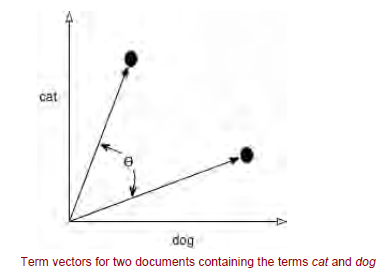 cat
θ
dog
Term vectors for two documents containing the terms cat and dog